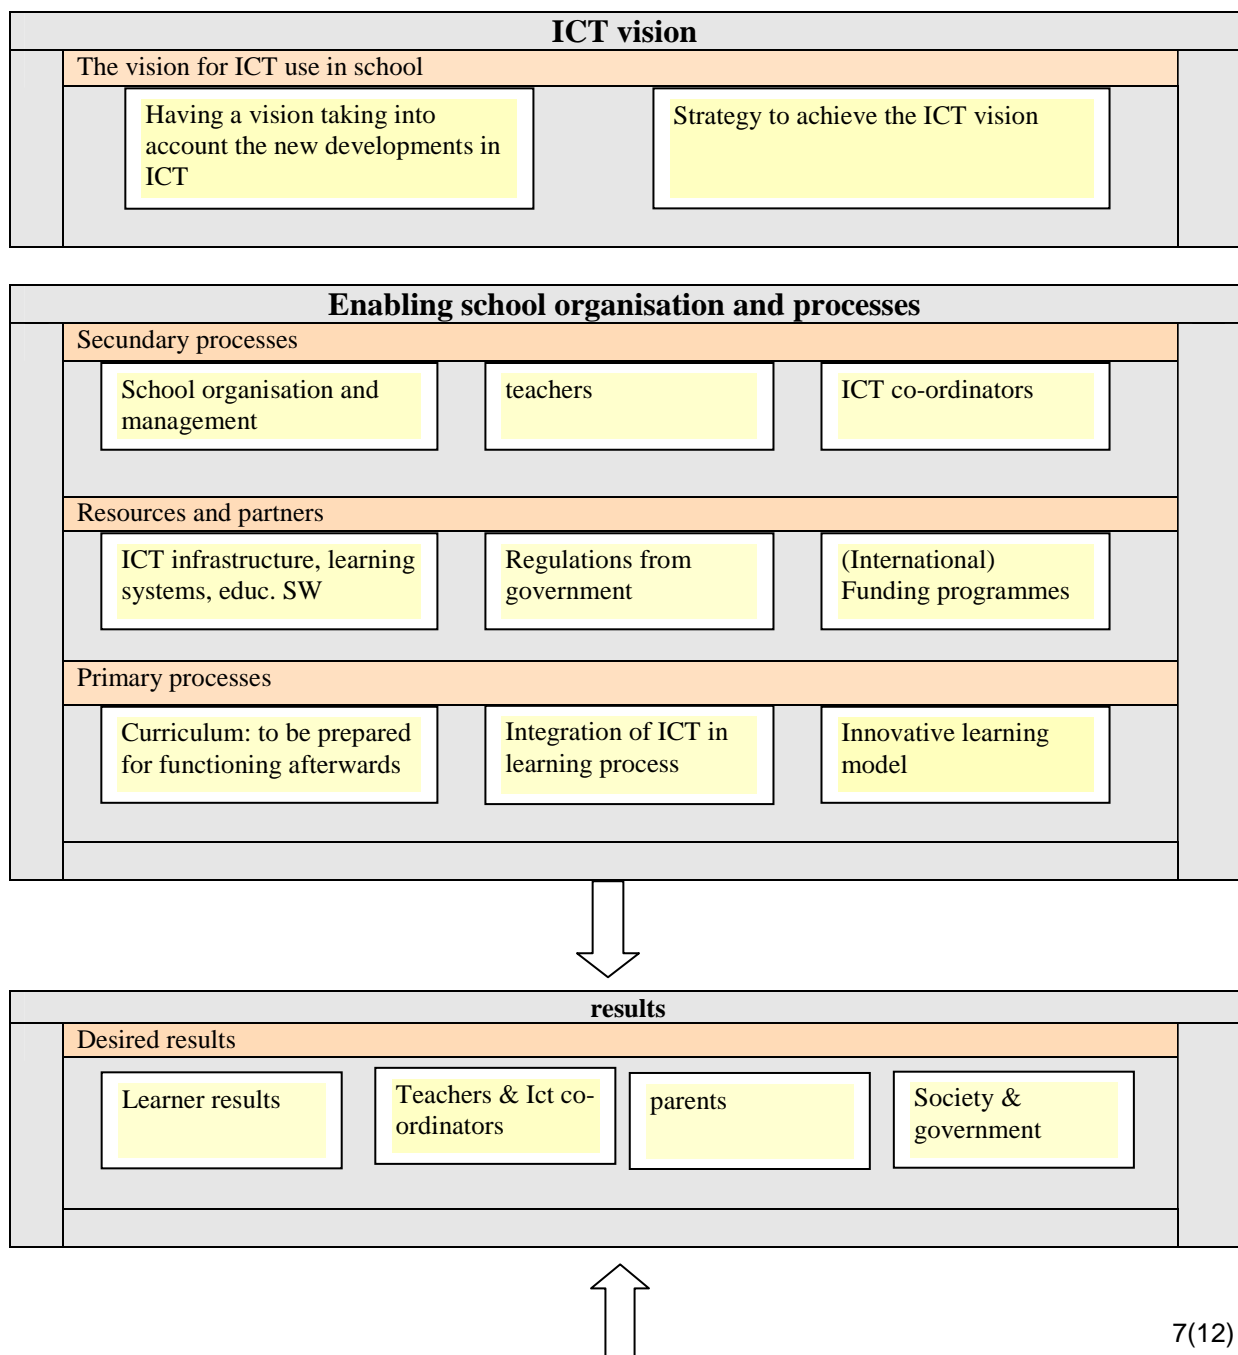 ICT vision
The vision for ICT use in school
Having a vision taking into
account the new developments in
ICT
Strategy to achieve the ICT vision
Enabling school organisation and processes
Secundary processes
School organisation and
management
teachers
ICT co-ordinators
Resources and partners
ICT infrastructure, learning
systems, educ. SW
Regulations from
government
(International)
Funding programmes
Primary processes
Curriculum: to be prepared
for functioning afterwards
Integration of ICT in
learning process
Innovative learning
model
results
Desired results
Learner results
Teachers & Ict co-
ordinators
parents
Society &
government
7(12)